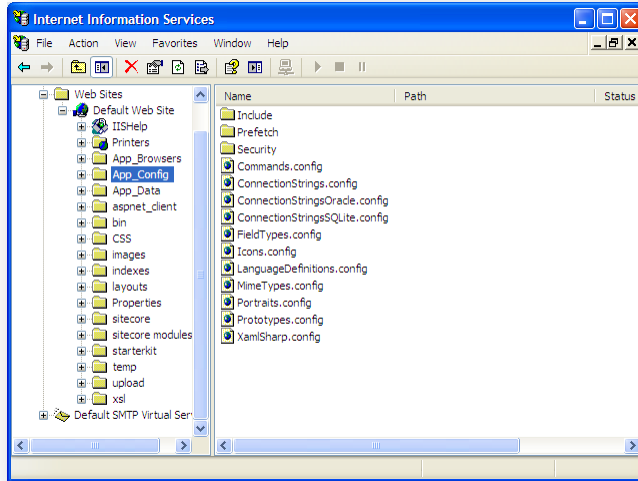 Internet Information Services
File Action View Favorites Window Help
Web Sites
Default Web Site
IISHelp
Printers
App_Browsers
App_Config
App_Data
aspnet_client
bin
CSS
images
indexes
layouts
Properties
sitecore
sitecore modules
starterkit
temp
upload
xsl
Default SMTP Virtual Ser
Name Path Status
Include
Prefetch
Security
Commands.config
ConnectionStrings.config
ConnectionStringsOracle.config
ConnectionStringsSQLite.config
FieldTypes.config
Icons.config
LanguageDefinitions.config
MimeTypes.config
Portraits.config
Prototypes.config
XamlSharp.config